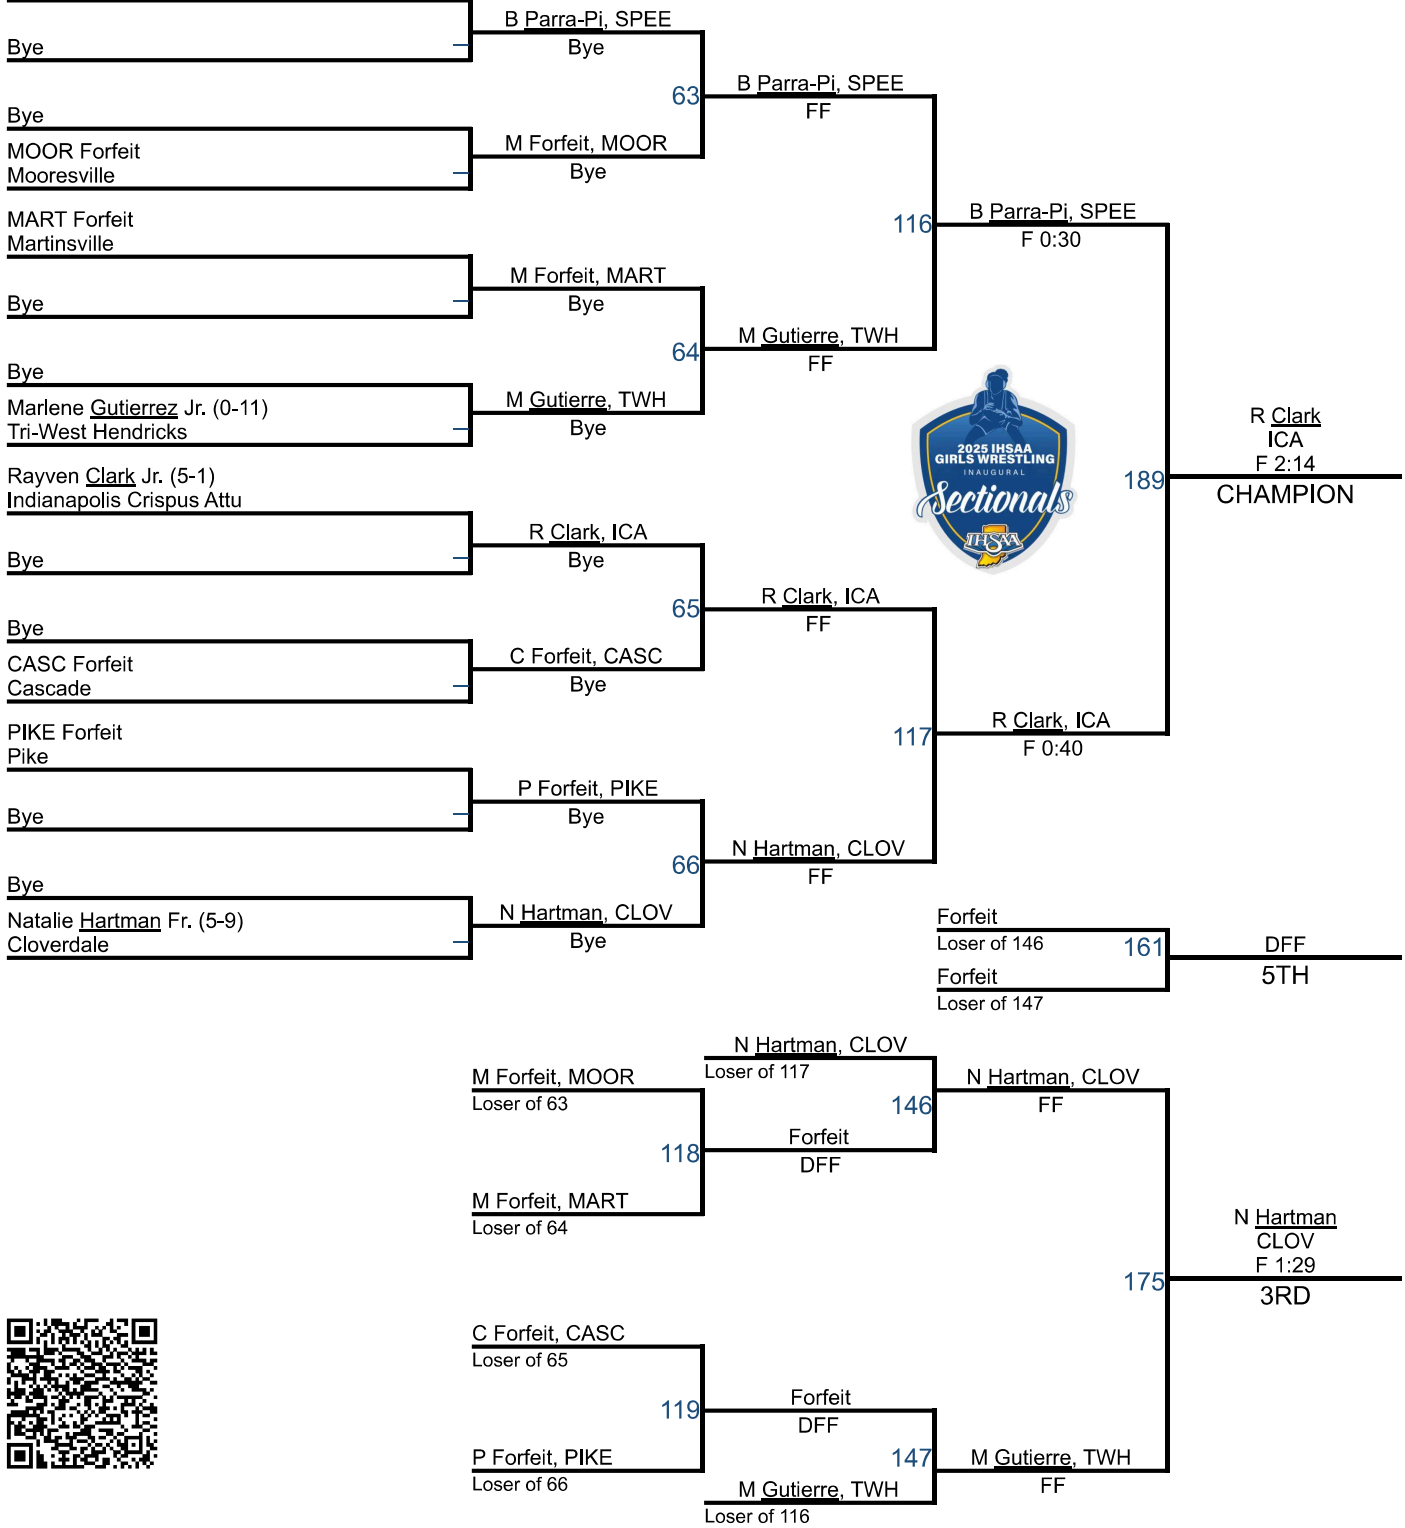 B Parra-Pi, SPEE
Bye
Bye
63
B Parra-Pi, SPEE
FF
Bye
MOOR Forfeit
Mooresville
M Forfeit, MOOR
Bye
116
B Parra-Pi, SPEE
F 0:30
MART Forfeit
Martinsville
M Forfeit, MART
Bye
Bye
64
M Gutierre, TWH
FF
Bye
Marlene Gutierrez Jr. (0-11)
Tri-West Hendricks
M Gutierre, TWH
Bye
2025 IHSAA
GIRLS WRESTLING
INAUGURAL
Sectionals
IHSAA
189
R Clark
ICA
F 2:14
CHAMPION
Rayven Clark Jr. (5-1)
Indianapolis Crispus Attu
R Clark, ICA
Bye
Bye
65
R Clark, ICA
FF
Bye
CASC Forfeit
Cascade
C Forfeit, CASC
Bye
117
R Clark, ICA
F 0:40
PIKE Forfeit
Pike
P Forfeit, PIKE
Bye
Bye
66
N Hartman, CLOV
FF
Bye
Natalie Hartman Fr. (5-9)
Cloverdale
N Hartman, CLOV
Bye
Forfeit
Loser of 146
161
DFF
5TH
Forfeit
Loser of 147
N Hartman, CLOV
Loser of 117
M Forfeit, MOOR
Loser of 63
146
N Hartman, CLOV
FF
118
Forfeit
DFF
M Forfeit, MART
Loser of 64
175
N Hartman
CLOV
F 1:29
3RD
C Forfeit, CASC
Loser of 65
119
Forfeit
DFF
P Forfeit, PIKE
Loser of 66
147
M Gutierre, TWH
FF
M Gutierre, TWH
Loser of 116